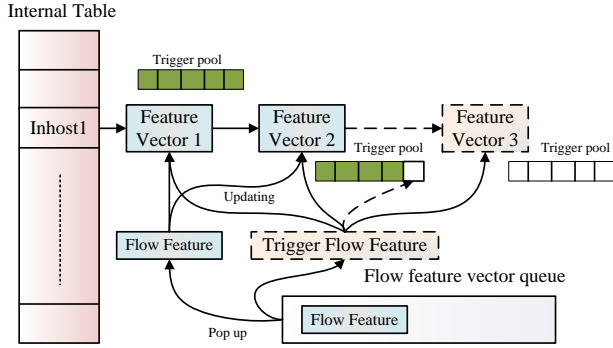 Internal Table
Trigger pool
Inhost1
Feature
Vector 1
Feature
Vector 2
Feature
Vector 3
Trigger pool
Trigger pool
Updating
Flow Feature
Trigger Flow Feature
Flow feature vector queue
Flow Feature
Pop up